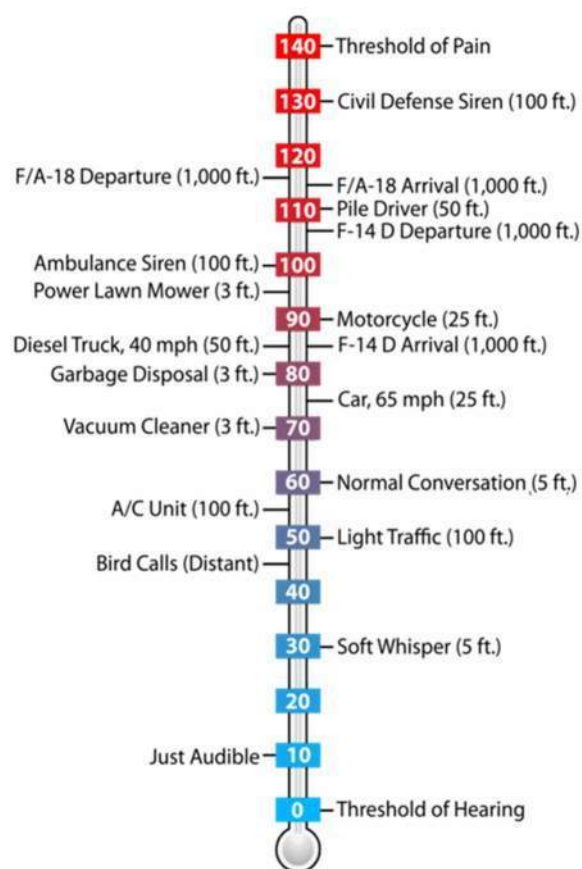 140 Threshold of Pain
130 Civil Defense Siren (100 ft.)
120
F/A-18 Departure (1,000 ft.)
F/A-18 Arrival (1,000 ft.)
110 Pile Driver (50 ft.)
F-14 D Departure (1,000 ft.)
Ambulance Siren (100 ft.) 100
Power Lawn Mower (3 ft.)
90 Motorcycle (25 ft.)
Diesel Truck, 40 mph (50 ft.) F-14 D Arrival (1,000 ft.)
Garbage Disposal (3 ft.) 80
Car, 65 mph (25 ft.)
Vacuum Cleaner (3 ft.) 70
60 Normal Conversation (5 ft.)
A/C Unit (100 ft.)
50 Light Traffic (100 ft.)
Bird Calls (Distant)
40
30 Soft Whisper (5 ft.)
20
Just Audible 10
0 Threshold of Hearing